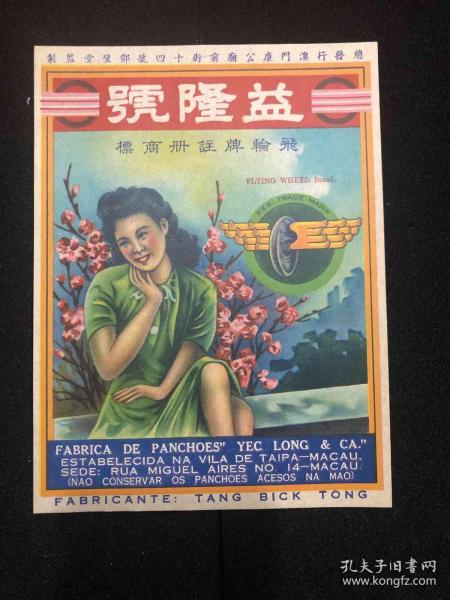 總發行澳門康公廟前街十四號鄧璧堂監製
益隆號
飛輪牌註冊商標
FLYING WHEEL Brand.
REG. TRADE MARK
FABRICA DE PANCHOES" YEC LONG & CA."
ESTABELECIDA NA VILA DE TAIPA—MACAU.
SEDE: RUA MIGUEL AIRES NO. 14—MACAU
(NAO CONSERVAR OS PANCHOES ACESOS NA MAO)
FABRICANTE: TANG BICK TONG
孔夫子旧书网
www.kongfz.com